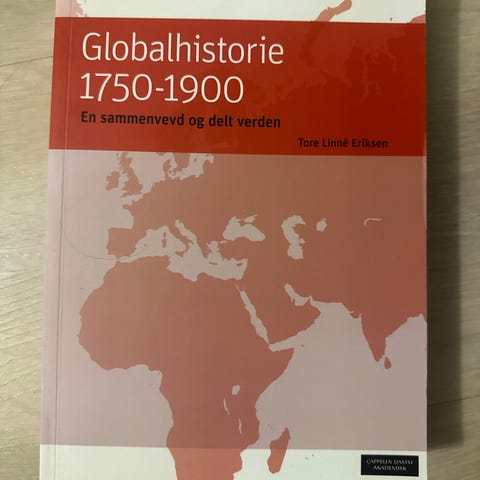 Globalhistorie
1750-1900
En sammenvevd og delt verden
Tore Linné Eriksen
CAPPELEN DAMM
AKADEMISK